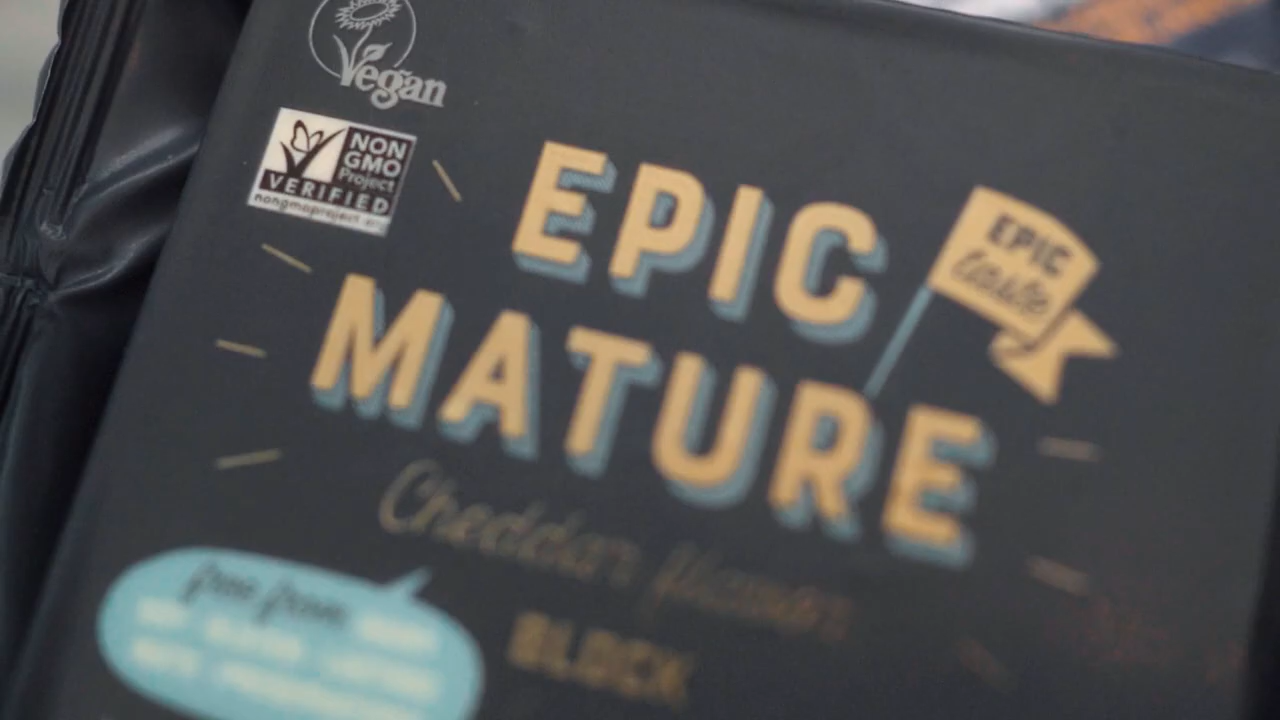 Vegan
NON
GMO
Project
VERIFIED
nongmoproject.org
EPIC
MATURE
EPIC
taste
Cheddar flavour
BLOCK
free from